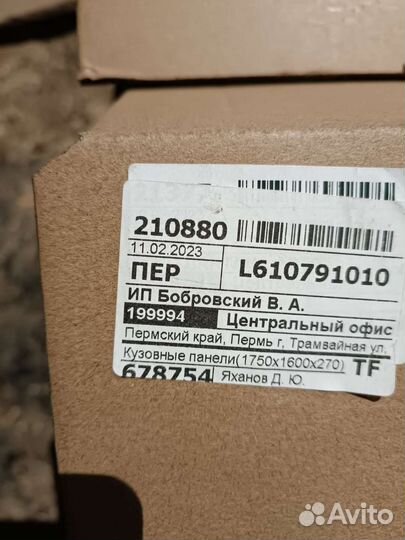 210880
11.02.2023
ПЕР
L610791010
ИП Бобровский В. А.
199994 Центральный офис
Пермский край, Пермь г, Трамвайная ул,
Кузовные панели(1750x1600x270) TF
678754 Яханов Д. Ю.
Avito